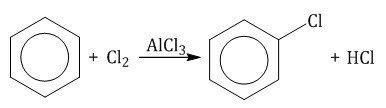 + Cl₂ AlCl₃ Cl + HCl